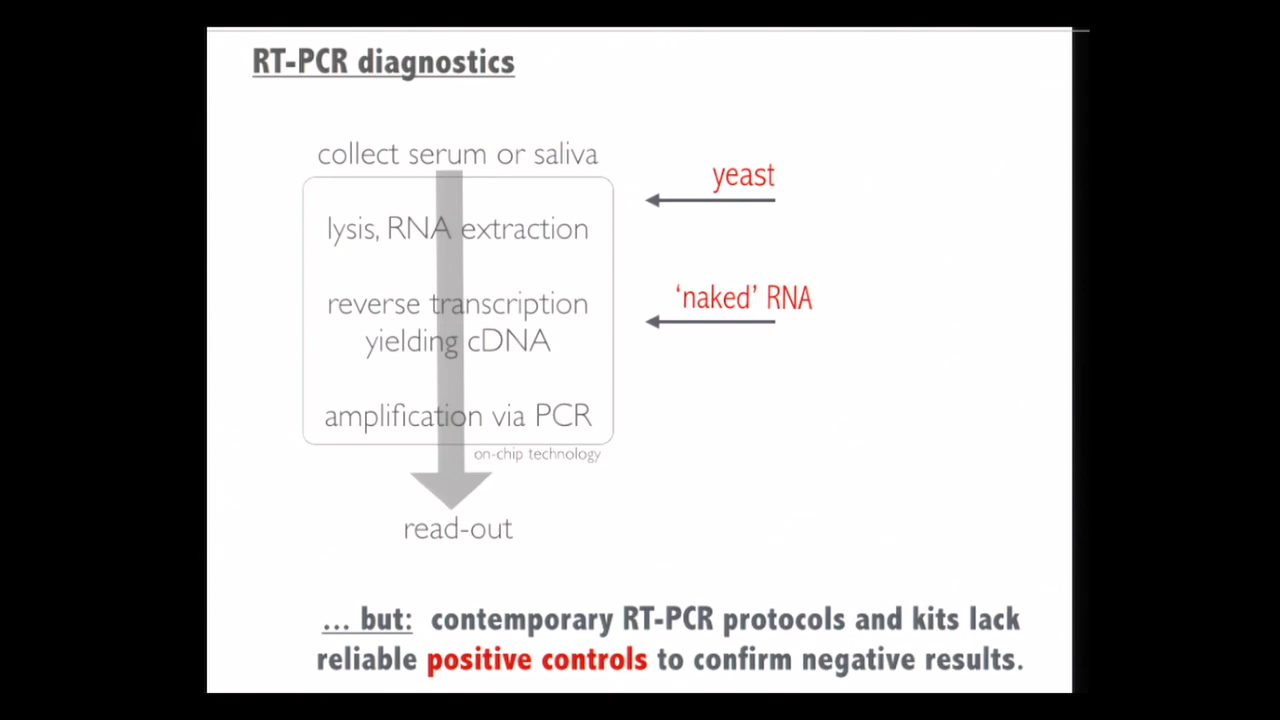 RT-PCR diagnostics
collect serum or saliva
yeast
lysis, RNA extraction
'naked' RNA
reverse transcription
yielding cDNA
amplification via PCR
on-chip technology
read-out
... but: contemporary RT-PCR protocols and kits lack
reliable positive controls to confirm negative results.